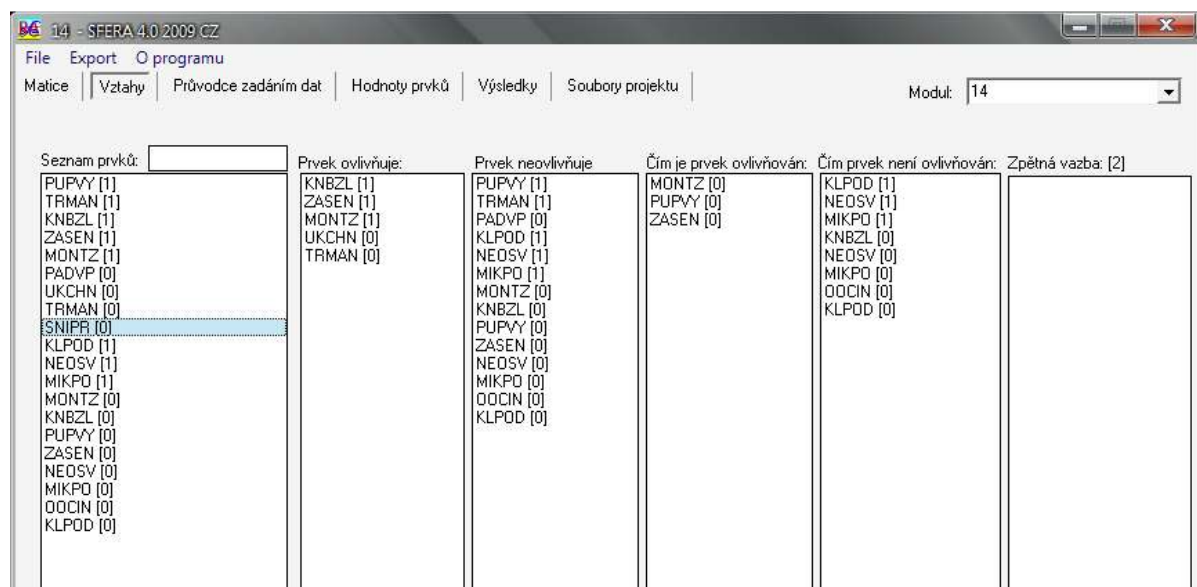 14 - SFERA 4.0 2009 CZ
File Export O programu
Matice Vztahy Průvodce zadáním dat Hodnoty prvků Výsledky Soubory projektu
Modul: 14
Seznam prvků:
PUPVY [1]
TRMAN [1]
KNBZL [1]
ZASEN [1]
MONTZ [1]
PADVP [0]
UKCHN [0]
TRMAN [0]
SNIPR [0]
KLPOD [1]
NEOSV [1]
MIKPO [1]
MONTZ [0]
KNBZL [0]
PUPVY [0]
ZASEN [0]
NEOSV [0]
MIKPO [0]
OOCIN [0]
KLPOD [0]
Prvek ovlivňuje:
KNBZL [1]
ZASEN [1]
MONTZ [1]
UKCHN [0]
TRMAN [0]
Prvek neovlivňuje
PUPVY [1]
TRMAN [1]
PADVP [0]
KLPOD [1]
NEOSV [1]
MIKPO [1]
MONTZ [0]
KNBZL [0]
PUPVY [0]
ZASEN [0]
NEOSV [0]
MIKPO [0]
OOCIN [0]
KLPOD [0]
Čím je prvek ovlivňován:
MONTZ [0]
PUPVY [0]
ZASEN [0]
Čím prvek není ovlivňován:
KLPOD [1]
NEOSV [1]
MIKPO [1]
KNBZL [0]
NEOSV [0]
MIKPO [0]
OOCIN [0]
KLPOD [0]
Zpětná vazba: [2]